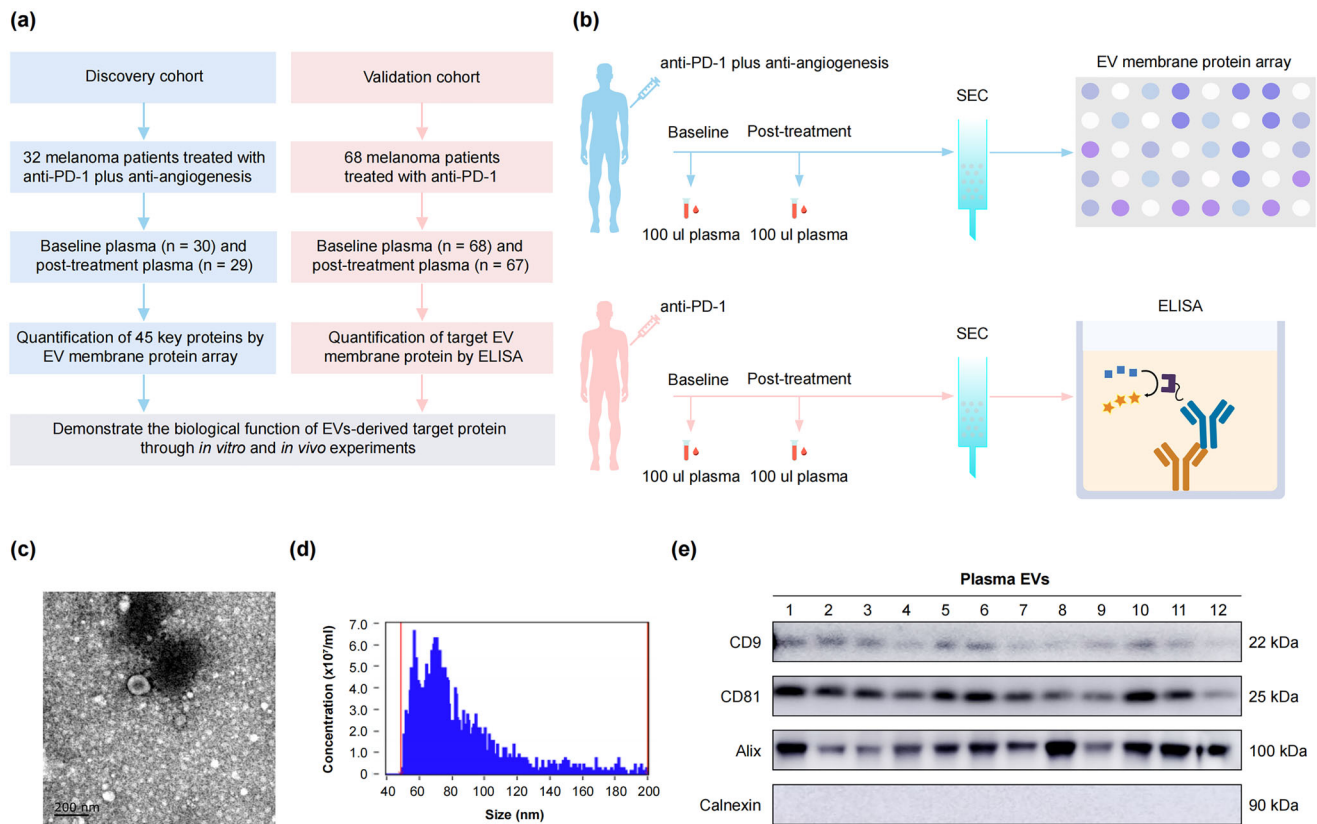 (a)
Discovery cohort
32 melanoma patients treated with
anti-PD-1 plus anti-angiogenesis
Baseline plasma (n = 30) and
post-treatment plasma (n = 29)
Quantification of 45 key proteins by
EV membrane protein array
Validation cohort
68 melanoma patients
treated with anti-PD-1
Baseline plasma (n = 68) and
post-treatment plasma (n = 67)
Quantification of target EV
membrane protein by ELISA
Demonstrate the biological function of EVs-derived target protein
through in vitro and in vivo experiments
(b)
anti-PD-1 plus anti-angiogenesis
Baseline
Post-treatment
100 ul plasma
100 ul plasma
SEC
EV membrane protein array
anti-PD-1
Baseline
Post-treatment
100 ul plasma
100 ul plasma
SEC
ELISA
(c)
200 nm
(d)
Concentration (x10⁷/ml)
7.0
6.0
5.0
4.0
3.0
2.0
1.0
0
40 60 80 100 120 140 160 180 200
Size (nm)
(e)
Plasma EVs
1 2 3 4 5 6 7 8 9 10 11 12
CD9 22 kDa
CD81 25 kDa
Alix 100 kDa
Calnexin 90 kDa